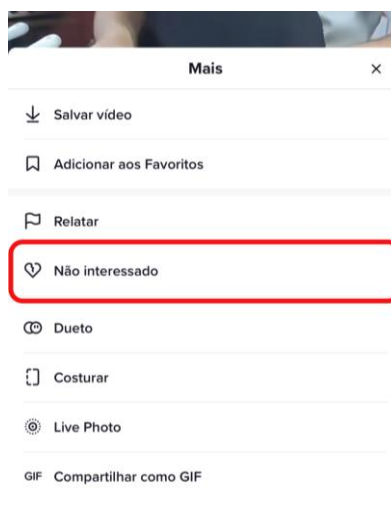 Mais
Salvar vídeo
Adicionar aos Favoritos
Relatar
Não interessado
Dueto
Costurar
Live Photo
GIF Compartilhar como GIF